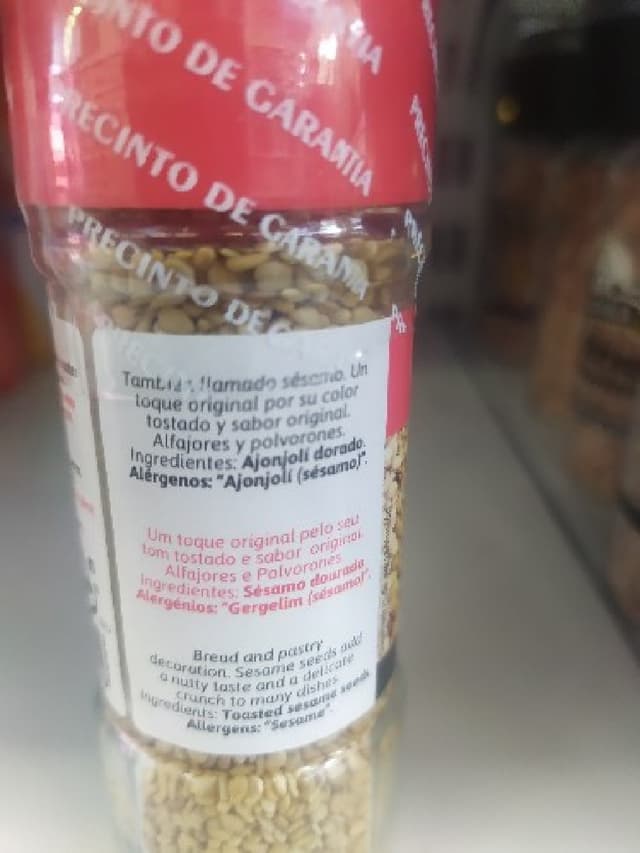 NTO DE GARANTIA
RECINTO DE GARANTIA
PRECINTO DE GARANTIA
llamado sésamo. Un
toque original por su color
tostado y sabor original.
Alfajores y polvorones.
Ingredientes: Ajonjolí dorado.
Alérgenos: "Ajonjolí (sésamo)".
Um toque original pelo seu
tom tostado e sabor original.
Alfajores e Polvorones
Ingredientes: Sésamo dourado.
Alergénios: "Gergelim (sésamo)".
Bread and pastry
decoration. Sesame seeds add
a nutty taste and a delicate
crunch to many dishes
Ingredients: Toasted sesame seeds
Allergens: "Sesame".